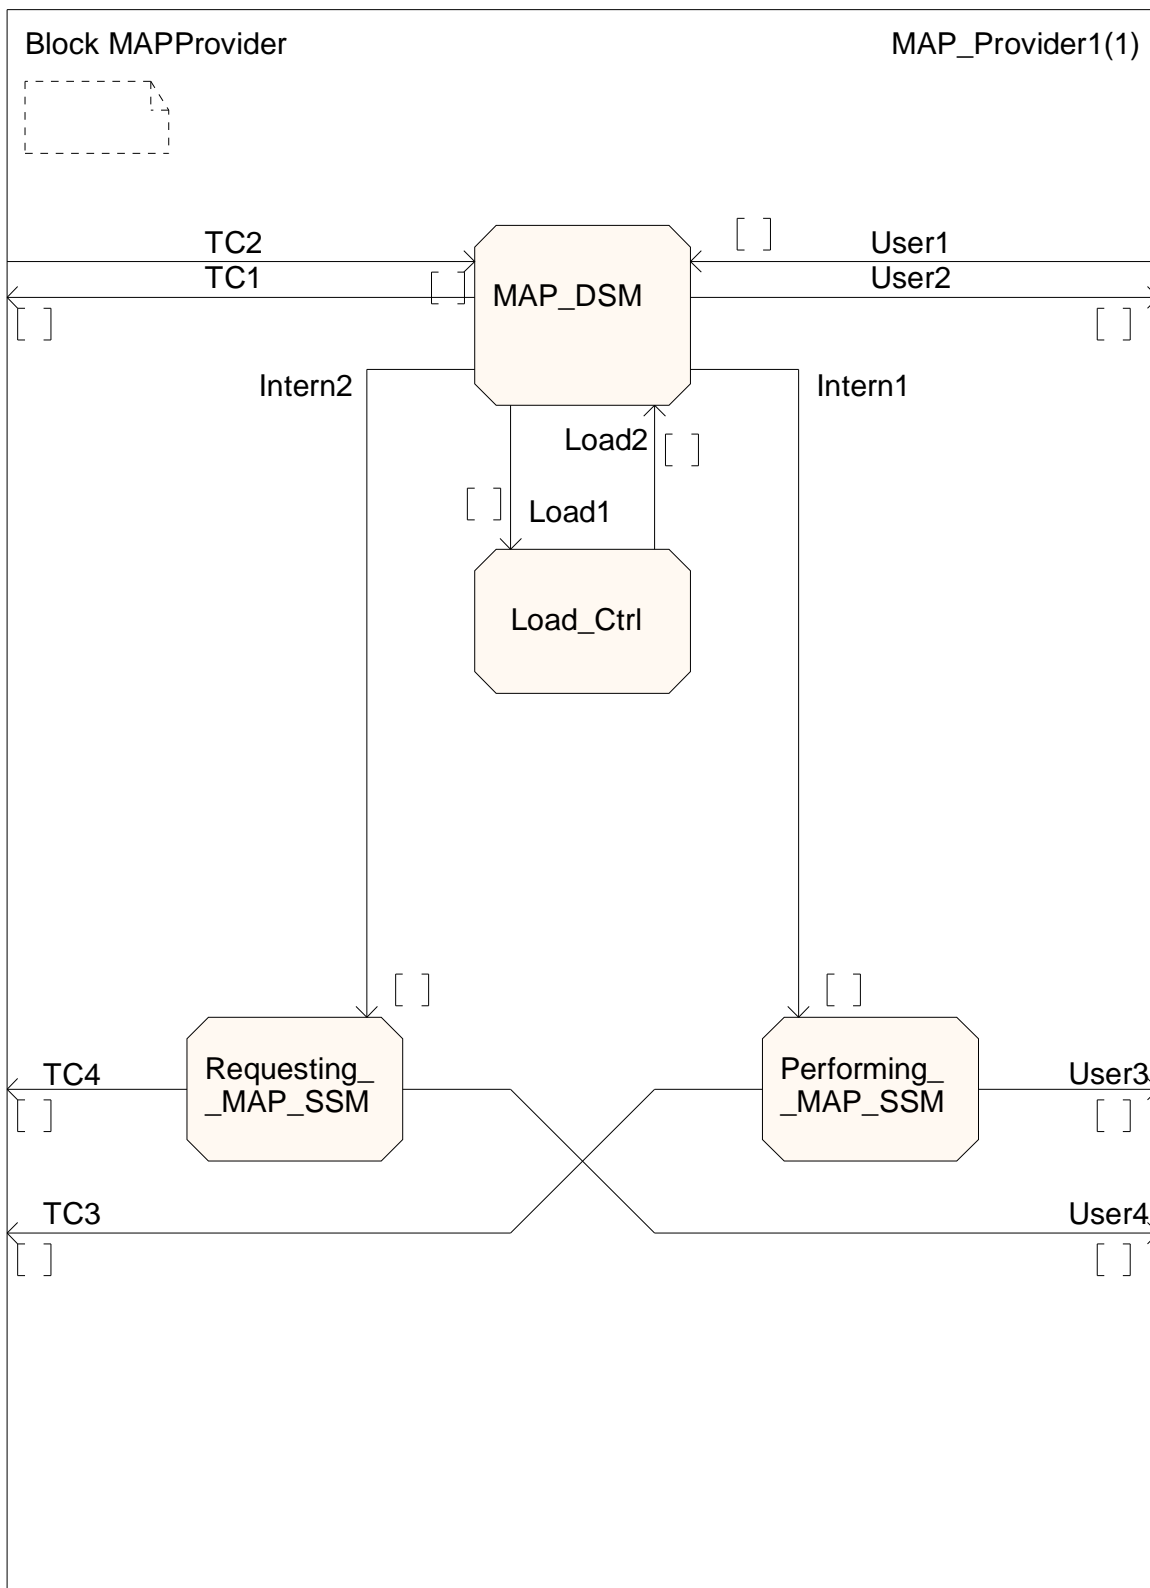 Block MAPProvider
MAP_Provider1(1)
TC2
User1
TC1
User2
MAP_DSM
Intern2
Intern1
Load2
Load1
Load_Ctrl
TC4
Requesting_
_MAP_SSM
Performing_
_MAP_SSM
User3
TC3
User4